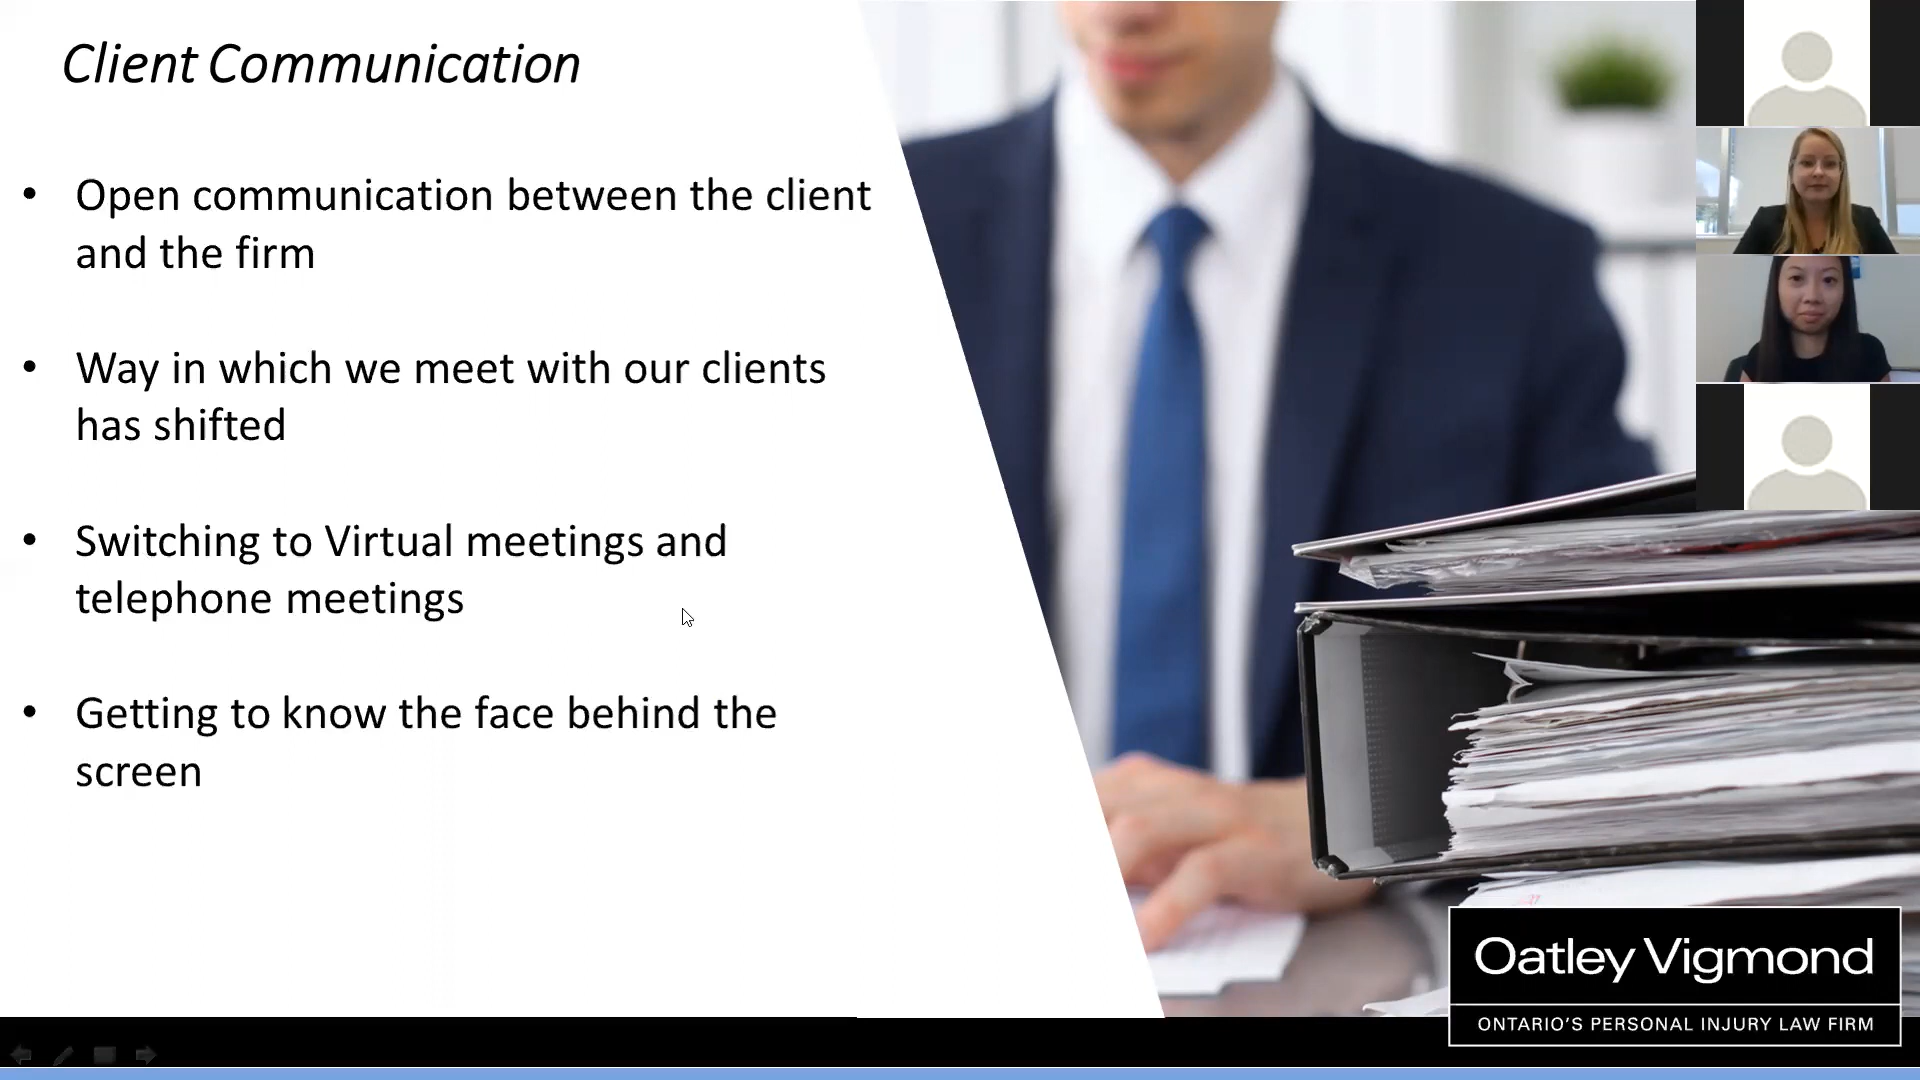 Client Communication
• Open communication between the client
and the firm
• Way in which we meet with our clients
has shifted
• Switching to Virtual meetings and
telephone meetings
• Getting to know the face behind the
screen
Oatley Vigmond
ONTARIO'S PERSONAL INJURY LAW FIRM